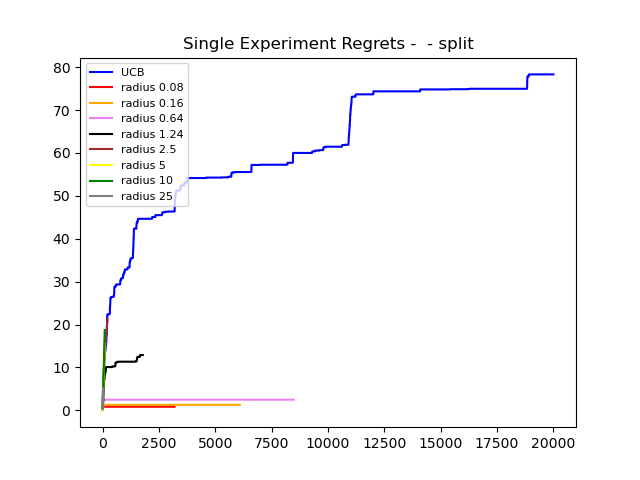 Single Experiment Regrets -  - split
80
70
60
50
40
30
20
10
0
UCB
radius 0.08
radius 0.16
radius 0.64
radius 1.24
radius 2.5
radius 5
radius 10
radius 25
0 2500 5000 7500 10000 12500 15000 17500 20000